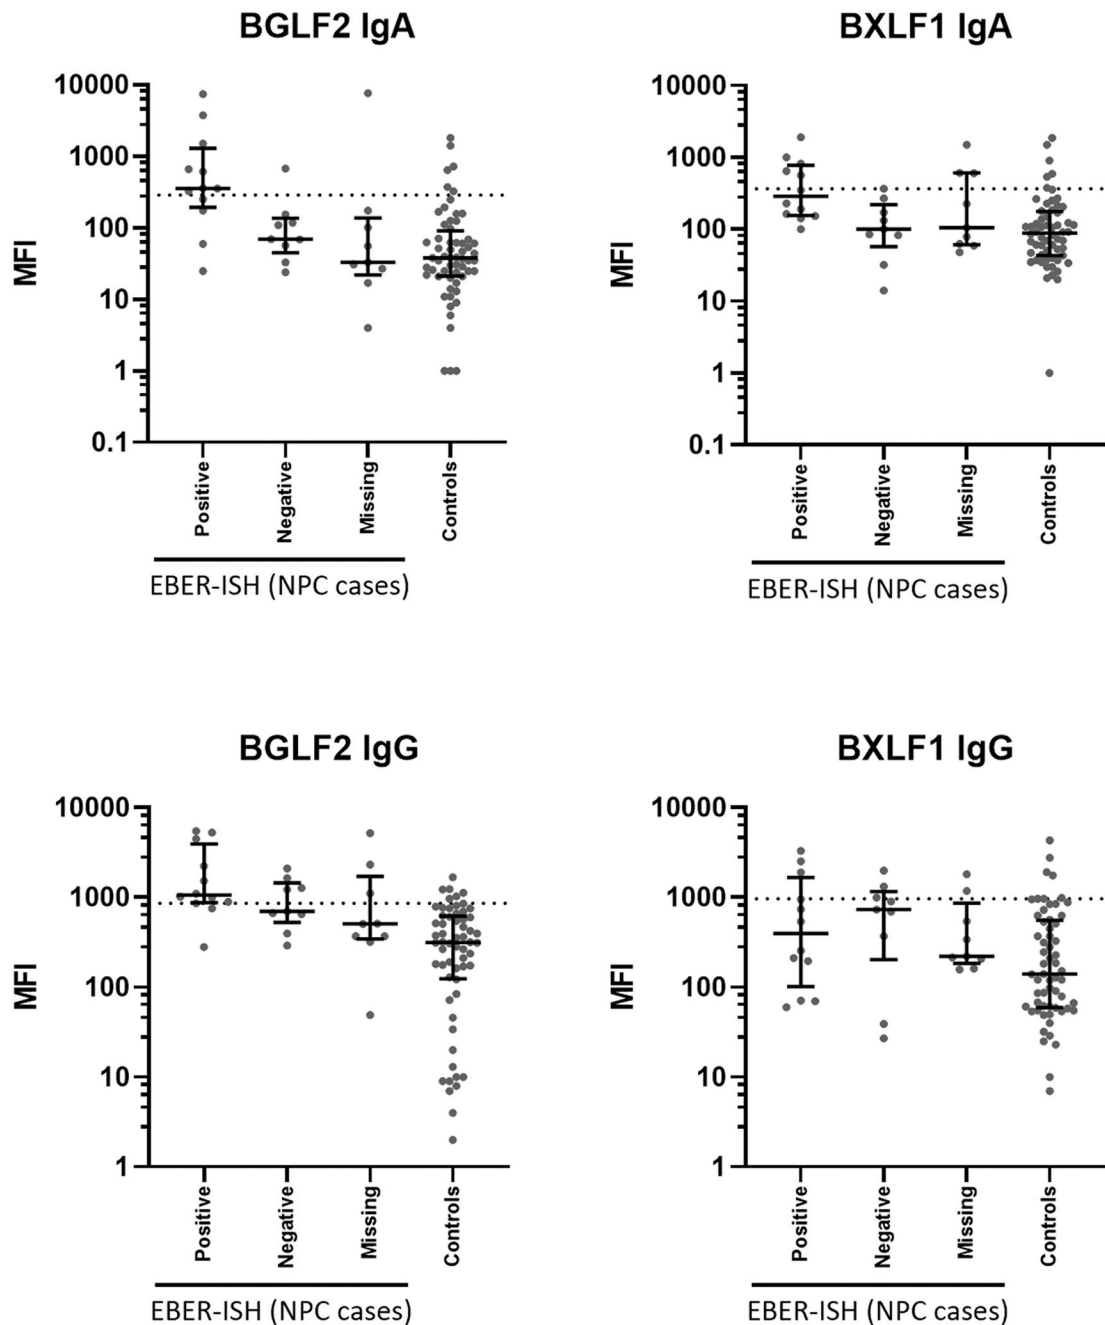 BGLF2 IgA
10000
1000
100
10
1
0.1
MFI
Positive
Negative
Missing
Controls
EBER-ISH (NPC cases)
BXLF1 IgA
10000
1000
100
10
1
0.1
MFI
Positive
Negative
Missing
Controls
EBER-ISH (NPC cases)
BGLF2 IgG
10000
1000
100
10
1
MFI
Positive
Negative
Missing
Controls
EBER-ISH (NPC cases)
BXLF1 IgG
10000
1000
100
10
1
MFI
Positive
Negative
Missing
Controls
EBER-ISH (NPC cases)